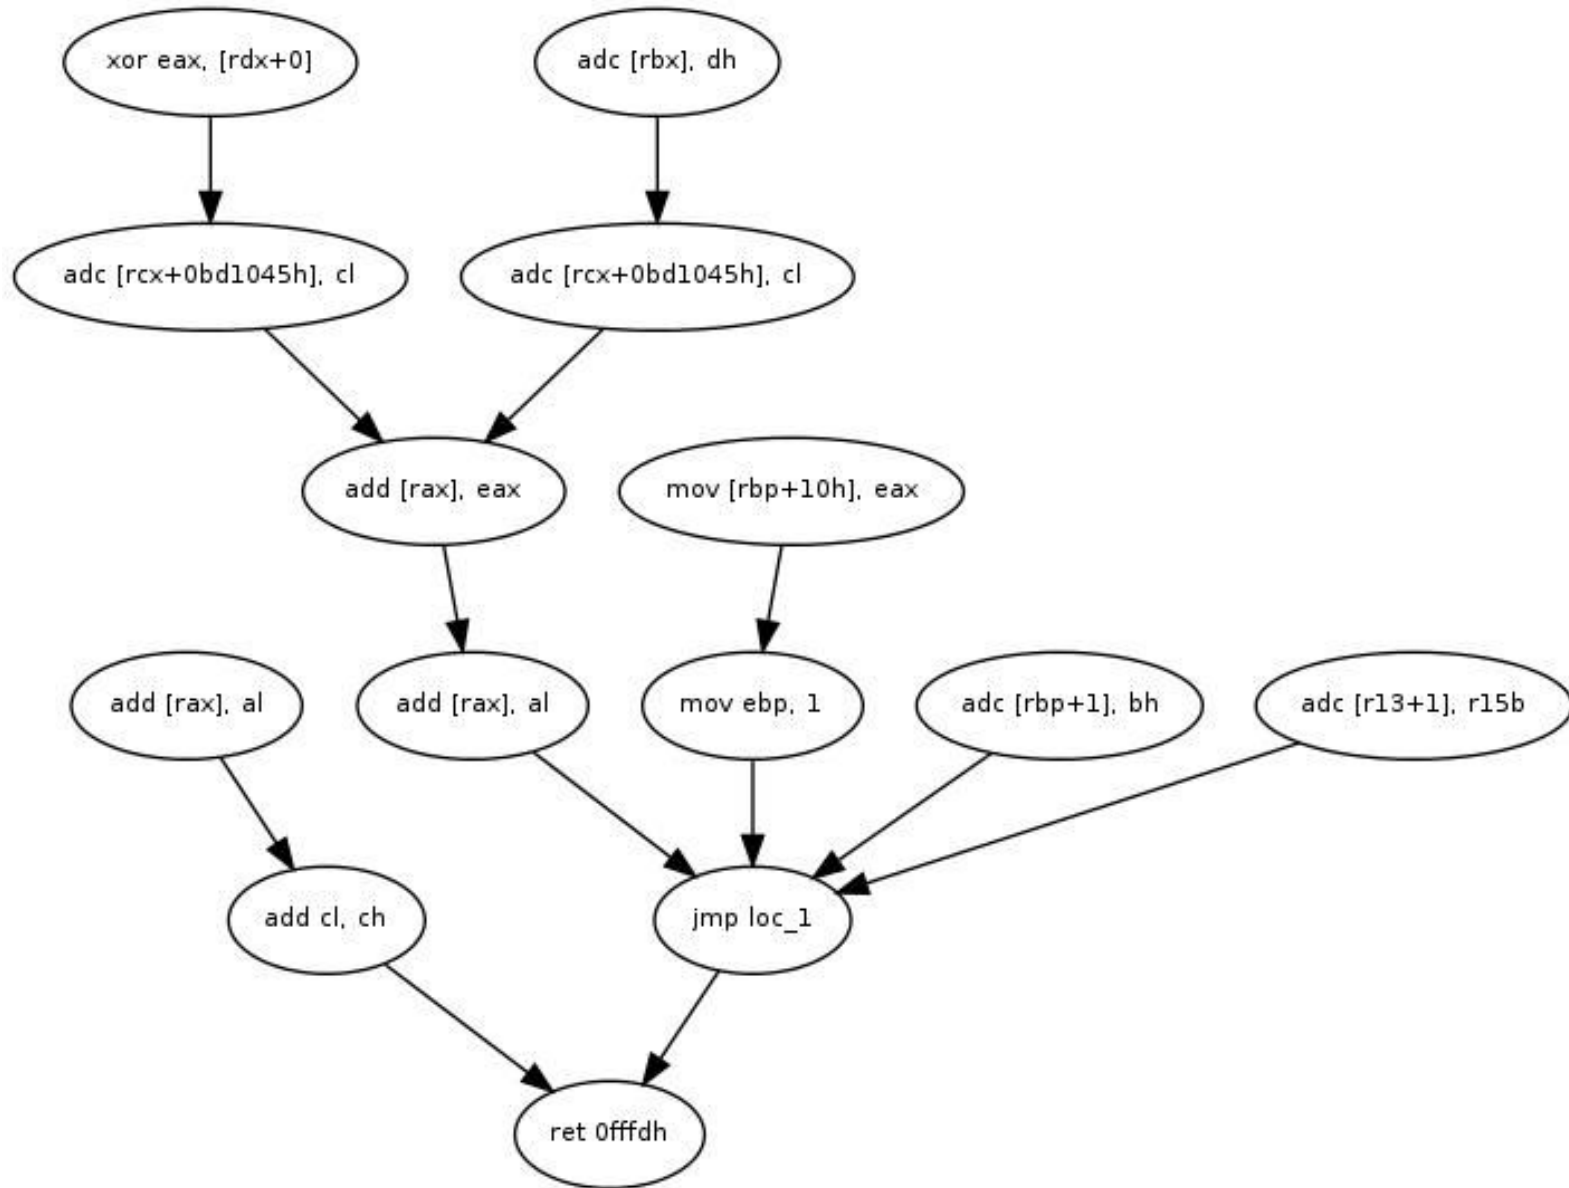 xor eax, [rdx+0]
adc [rbx], dh
adc [rcx+0bd1045h], cl
adc [rcx+0bd1045h], cl
add [rax], eax
mov [rbp+10h], eax
add [rax], al
add [rax], al
mov ebp, 1
adc [rbp+1], bh
adc [r13+1], r15b
add cl, ch
jmp loc_1
ret 0fffdh